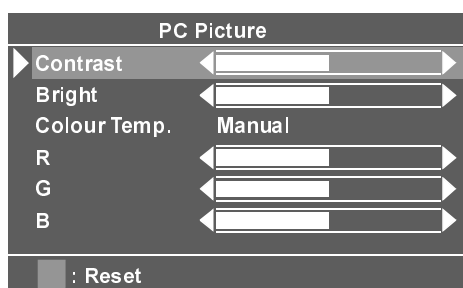 PC Picture
Contrast
Bright
Colour Temp. Manual
R
G
B
: Reset